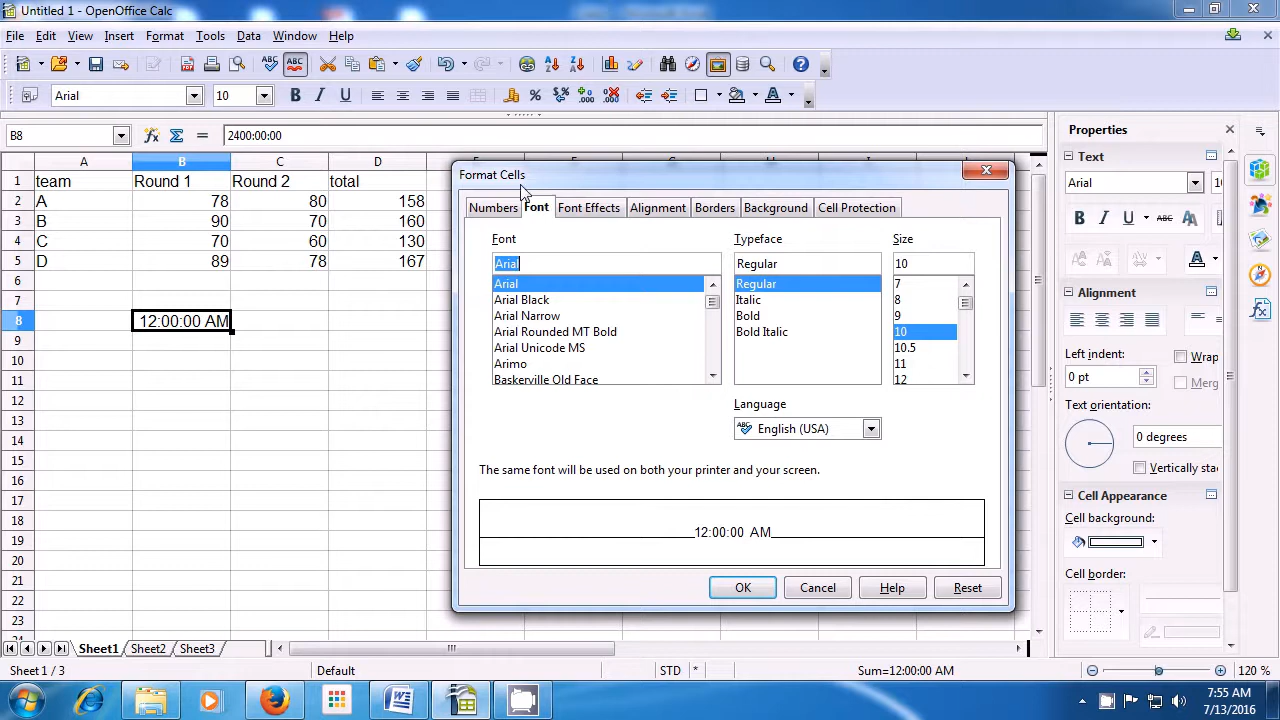 Untitled 1 - OpenOffice Calc
File Edit View Insert Format Tools Data Window Help
Arial 10
B8 2400:00:00
Properties
A B C D
1 team Round 1 Round 2 total
2 A 78 80 158
3 B 90 70 160
4 C 70 60 130
5 D 89 78 167
6
7
8 12:00:00 AM
9
10
11
12
13
14
15
16
17
18
19
20
21
22
23
Format Cells
Numbers Font Font Effects Alignment Borders Background Cell Protection
Font Typeface Size
Arial Regular 10
Arial Regular 7
Arial Black Italic 8
Arial Narrow Bold 9
Arial Rounded MT Bold Bold Italic 10
Arial Unicode MS 10.5
Arimo 11
Baskerville Old Face 12
Language
English (USA)
The same font will be used on both your printer and your screen.
12:00:00 AM
OK Cancel Help Reset
Text
Arial
Alignment
Left indent: Wrap
0 pt Merg
Text orientation:
0 degrees
Vertically sta
Cell Appearance
Cell background:
Cell border:
Sheet1 Sheet2 Sheet3
Sheet 1 / 3 Default STD * Sum=12:00:00 AM 120 %
7:55 AM
7/13/2016